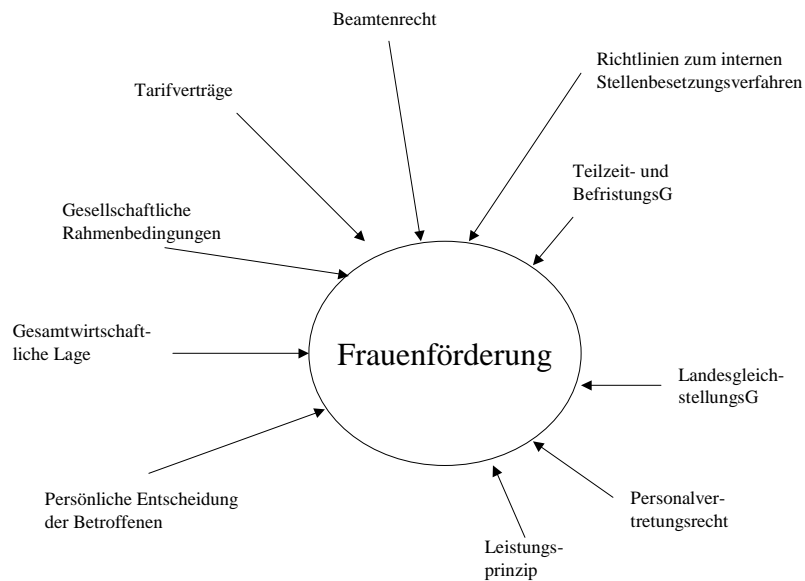 Beamtenrecht
Richtlinien zum internen
Stellenbesetzungsverfahren
Tarifverträge
Teilzeit- und
BefristungsG
Gesellschaftliche
Rahmenbedingungen
Gesamtwirtschaft-
liche Lage
Frauenförderung
Landesgleich-
stellungsG
Persönliche Entscheidung
der Betroffenen
Personalver-
tretungsrecht
Leistungs-
prinzip